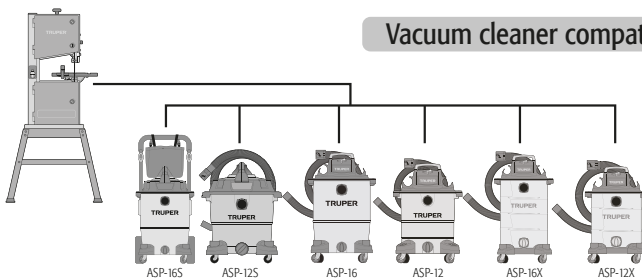 Vacuum cleaner compat
TRUPER
TRUPER TRUPER TRUPER TRUPER TRUPER TRUPER
ASP-16S ASP-12S ASP-16 ASP-12 ASP-16X ASP-12X